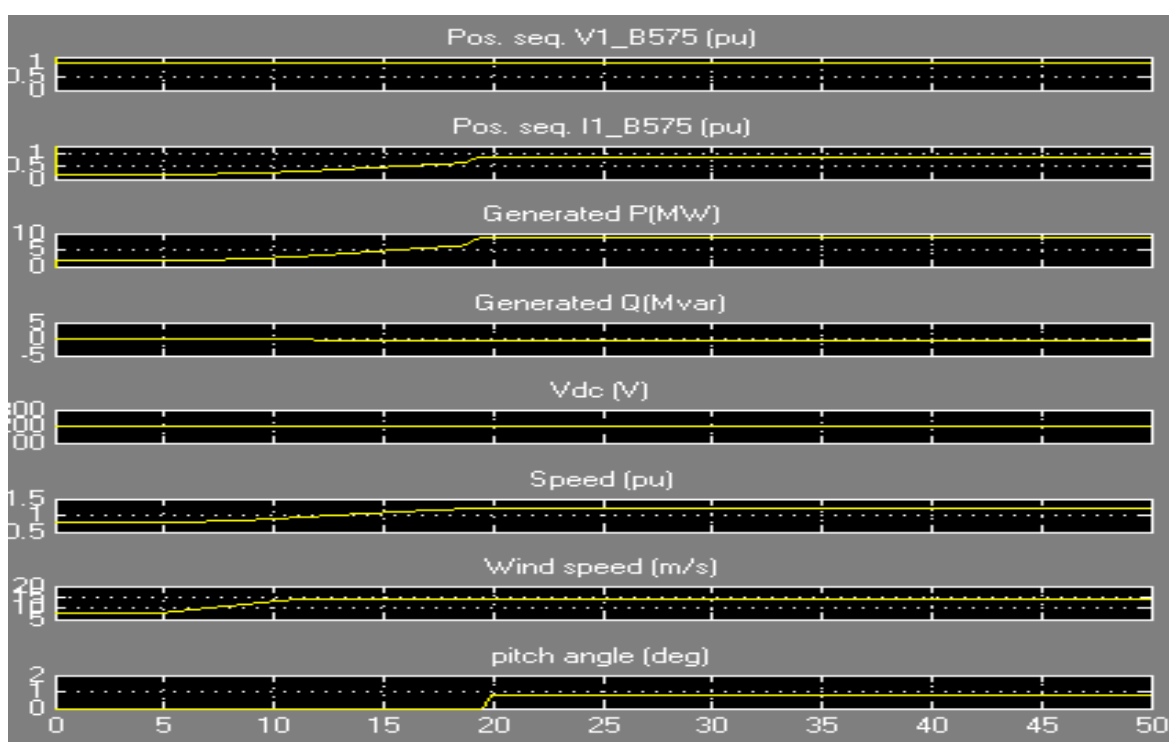 Pos. seq. V1_B575 (pu)
1
0.5
0
Pos. seq. I1_B575 (pu)
1
0.5
0
Generated P(MW)
10
5
0
Generated Q(Mvar)
5
0
-5
Vdc (V)
Speed (pu)
1.5
1
0.5
Wind speed (m/s)
20
15
10
5
pitch angle (deg)
2
1
0
0 5 10 15 20 25 30 35 40 45 50